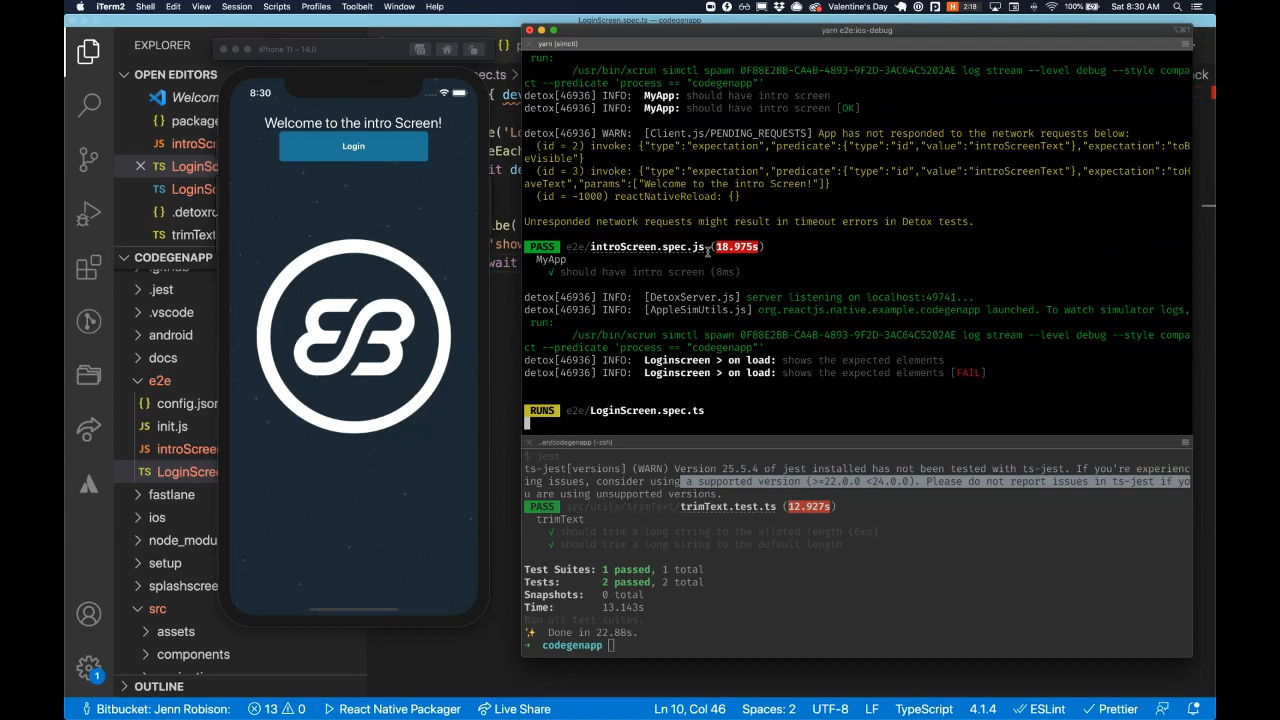 iTerm2 Shell Edit View Session Scripts Profiles Toolbelt Window Help Valentine's Day 2:18 100% Sat 8:30 AM
LoginScreen.spec.ts — codegenapp
EXPLORER
OPEN EDITORS
Welcom
packag
introSc
LoginSc
LoginSc
.detoxrc
trimText
CODEGENAPP
.github
.jest
.vscode
android
docs
e2e
config.json
init.js
introScree
LoginScre
fastlane
ios
node_modu
setup
splashscree
src
assets
components
OUTLINE
iPhone 11 – 14.0
8:30
Welcome to the intro Screen!
Login
yarn e2e:ios-debug
yarn (simctl)
run:
/usr/bin/xcrun simctl spawn 0F88E2BB-CA4B-4893-9F2D-3AC64C5202AE log stream --level debug --style compa
ct --predicate 'process == "codegenapp"'
detox[46936] INFO: MyApp: should have intro screen
detox[46936] INFO: MyApp: should have intro screen [OK]
detox[46936] WARN: [Client.js/PENDING_REQUESTS] App has not responded to the network requests below:
(id = 2) invoke: {"type":"expectation","predicate":{"type":"id","value":"introScreenText"},"expectation":"toB
eVisible"}
(id = 3) invoke: {"type":"expectation","predicate":{"type":"id","value":"introScreenText"},"expectation":"toH
aveText","params":["Welcome to the intro Screen!"]}
(id = -1000) reactNativeReload: {}
Unresponded network requests might result in timeout errors in Detox tests.
PASS e2e/introScreen.spec.js (18.975s)
MyApp
√ should have intro screen (8ms)
detox[46936] INFO: [DetoxServer.js] server listening on localhost:49741...
detox[46936] INFO: [AppleSimUtils.js] org.reactjs.native.example.codegenapp launched. To watch simulator logs,
run:
/usr/bin/xcrun simctl spawn 0F88E2BB-CA4B-4893-9F2D-3AC64C5202AE log stream --level debug --style compa
ct --predicate 'process == "codegenapp"'
detox[46936] INFO: Loginscreen > on load: shows the expected elements
detox[46936] INFO: Loginscreen > on load: shows the expected elements [FAIL]
RUNS e2e/LoginScreen.spec.ts
..en/codegenapp (-zsh)
$ jest
ts-jest[versions] (WARN) Version 25.5.4 of jest installed has not been tested with ts-jest. If you're experienc
ing issues, consider using a supported version (>=22.0.0 <24.0.0). Please do not report issues in ts-jest if yo
u are using unsupported versions.
PASS src/utils/trimText/trimText.test.ts (12.927s)
trimText
√ should trim a long string to the alloted length (6ms)
√ should trim a long string to the default length
Test Suites: 1 passed, 1 total
Tests: 2 passed, 2 total
Snapshots: 0 total
Time: 13.143s
Ran all test suites.
✨ Done in 22.88s.
→ codegenapp
1
Bitbucket: Jenn Robison: 13 0 React Native Packager Live Share Ln 10, Col 46 Spaces: 2 UTF-8 LF TypeScript 4.1.4 ESLint Prettier